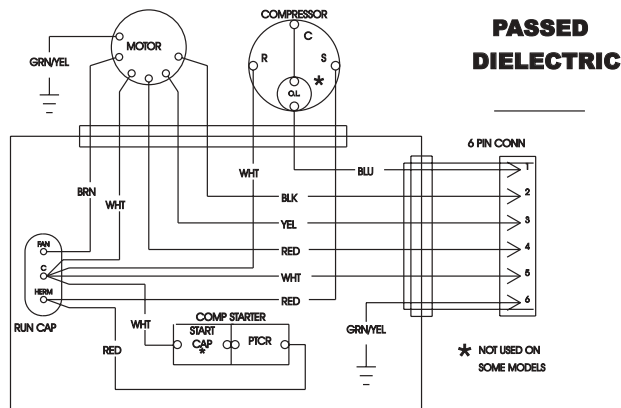 COMPRESSOR
PASSED
DIELECTRIC
MOTOR
C
R
S
*
O.L.
GRN/YEL
6 PIN CONN
1
BLU
WHT
BRN
WHT
BLK
2
YEL
3
FAN
RED
4
C
WHT
5
HERM
RED
6
RUN CAP
WHT
COMP STARTER
START
CAP
*
PTCR
GRN/YEL
RED
* NOT USED ON
SOME MODELS